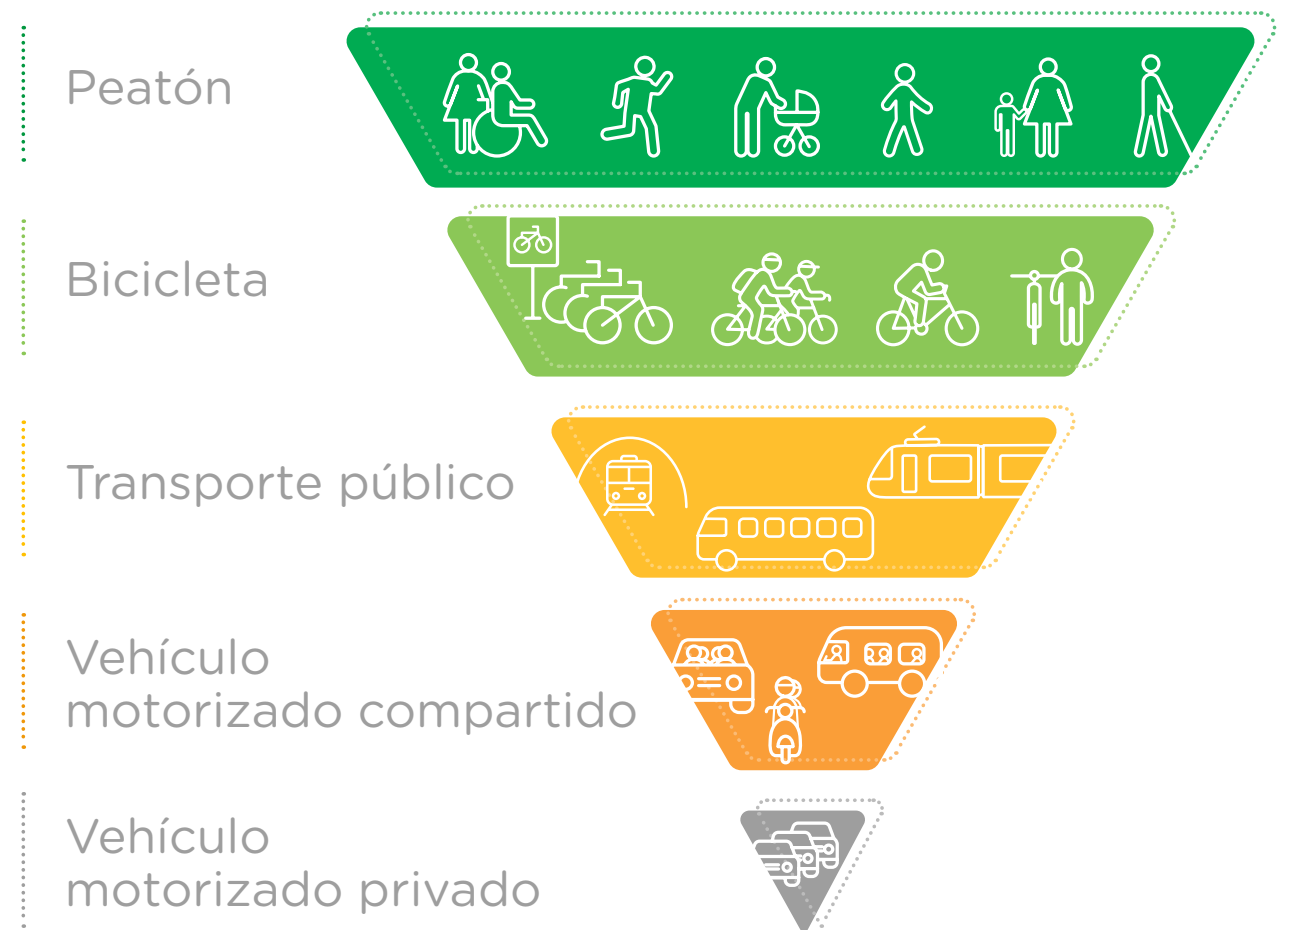 Peatón
Bicicleta
Transporte público
Vehículo
motorizado compartido
Vehículo
motorizado privado